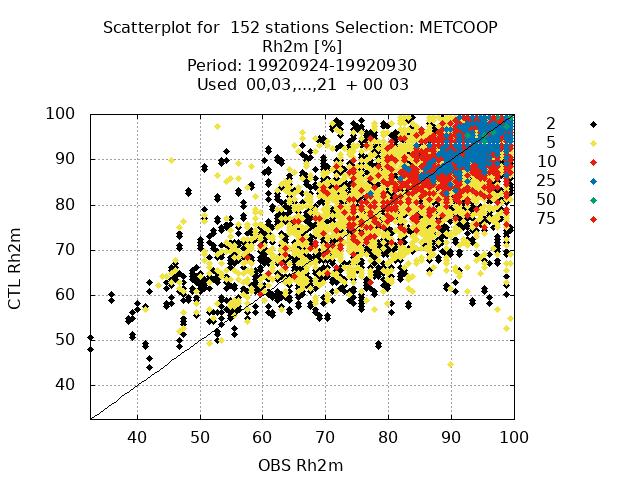 Scatterplot for  152 stations Selection: METCOOP
Rh2m [%]
Period: 19920924-19920930
Used  00,03,...,21  + 00 03
CTL Rh2m
100
90
80
70
60
50
40
40 50 60 70 80 90 100
OBS Rh2m
2
5
10
25
50
75